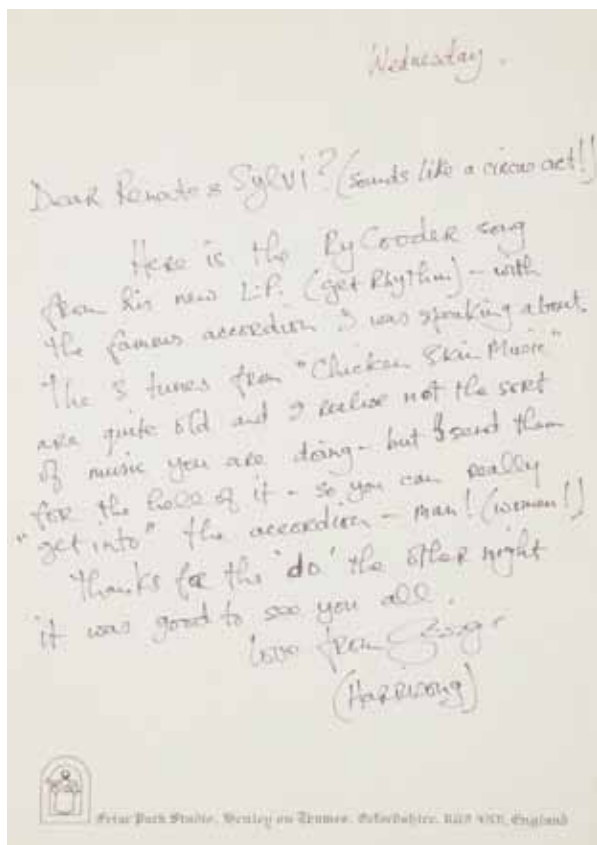 Wednesday.
Dear Renate & Sylvi? (sounds like a circus act!!)
Here is the Ry Cooder song
from his new L.P. (get Rhythm) - with
the famous accordion I was speaking about.
The 3 tunes from "Chicken Skin Music"
are quite old and I realise not the sort
of music you are doing - but I send them
for the hell of it - so you can really
"get into" the accordion - man! (woman!)
Thanks for the 'do' the other night
it was good to see you all.
Love from George
(Harrisong)
Friar Park Studio, Henley on Thames, Oxfordshire, England